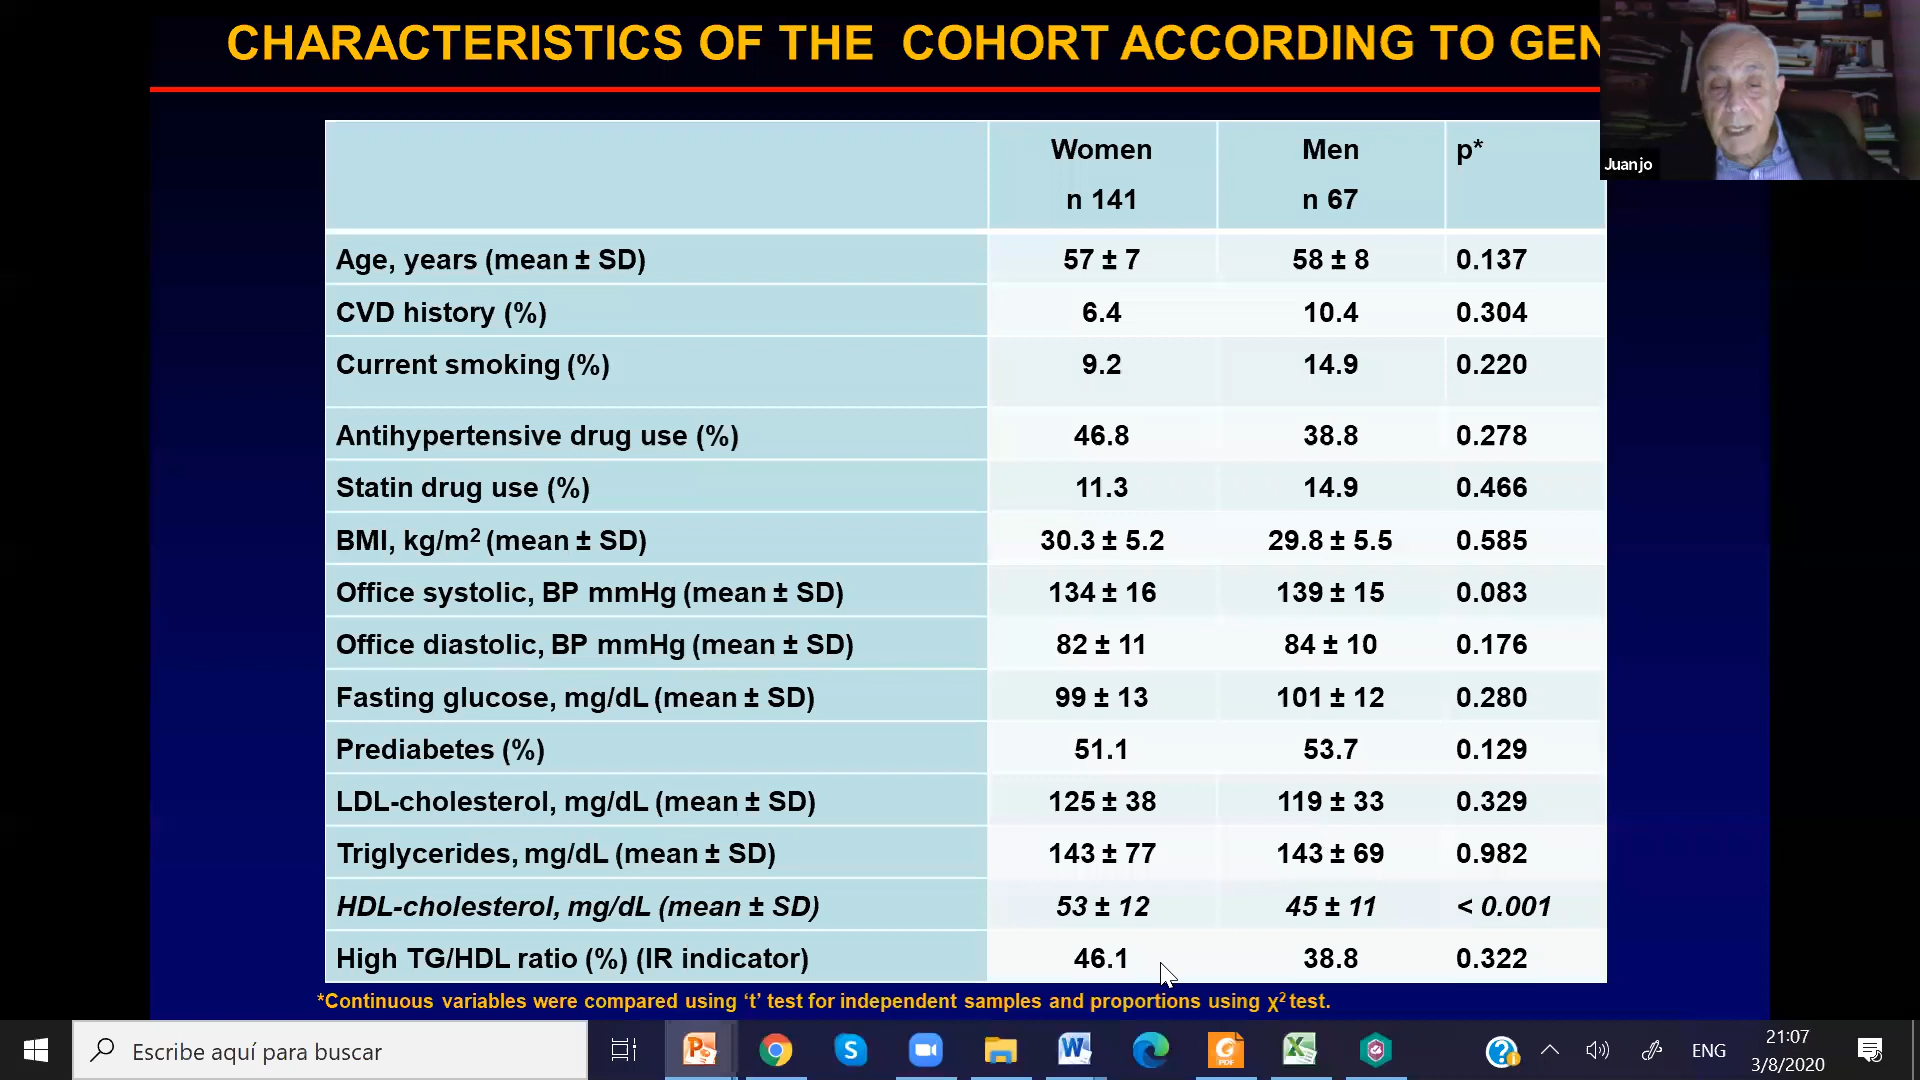 CHARACTERISTICS OF THE COHORT ACCORDING TO GEN
Juanjo
Women Men p*
n 141 n 67
Age, years (mean ± SD) 57 ± 7 58 ± 8 0.137
CVD history (%) 6.4 10.4 0.304
Current smoking (%) 9.2 14.9 0.220
Antihypertensive drug use (%) 46.8 38.8 0.278
Statin drug use (%) 11.3 14.9 0.466
BMI, kg/m² (mean ± SD) 30.3 ± 5.2 29.8 ± 5.5 0.585
Office systolic, BP mmHg (mean ± SD) 134 ± 16 139 ± 15 0.083
Office diastolic, BP mmHg (mean ± SD) 82 ± 11 84 ± 10 0.176
Fasting glucose, mg/dL (mean ± SD) 99 ± 13 101 ± 12 0.280
Prediabetes (%) 51.1 53.7 0.129
LDL-cholesterol, mg/dL (mean ± SD) 125 ± 38 119 ± 33 0.329
Triglycerides, mg/dL (mean ± SD) 143 ± 77 143 ± 69 0.982
HDL-cholesterol, mg/dL (mean ± SD) 53 ± 12 45 ± 11 < 0.001
High TG/HDL ratio (%) (IR indicator) 46.1 38.8 0.322
*Continuous variables were compared using ‘t’ test for independent samples and proportions using χ² test.
Escribe aquí para buscar
ENG
21:07
3/8/2020